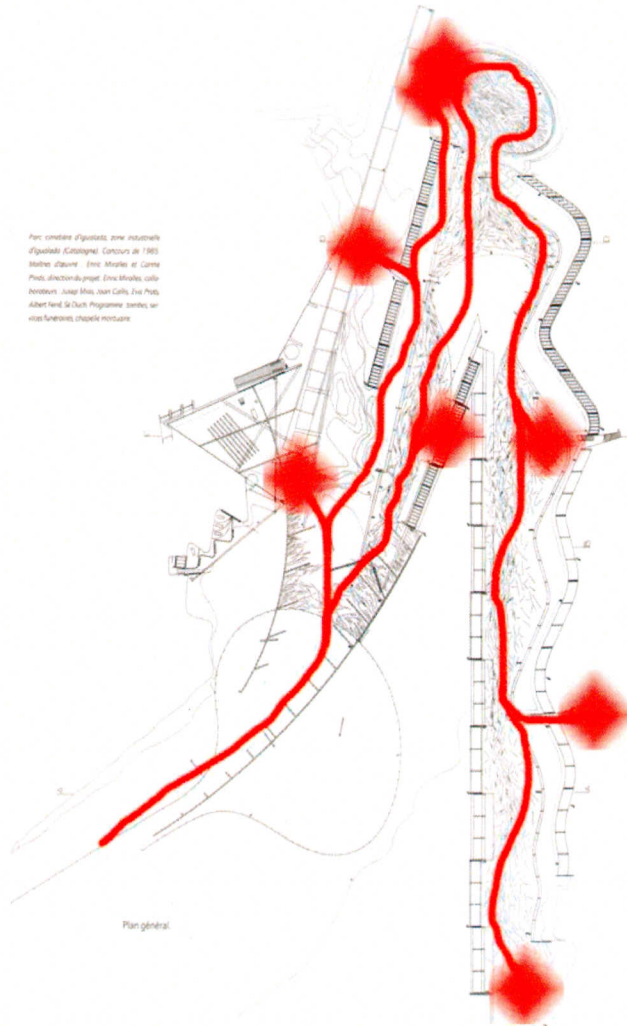 Parc cimetière d'Igualada, zone industrielle
d'Igualada (Catalogne). Concours de 1985.
Maîtres d'œuvre : Enric Miralles et Carme
Pinós; direction du projet : Enric Miralles; colla-
borateurs : Josep Mias, Joan Callis, Eva Prats,
Albert Ferré, Se Duch. Programme: tombes, ser-
vices funéraires, chapelle mortuaire.
Plan général.